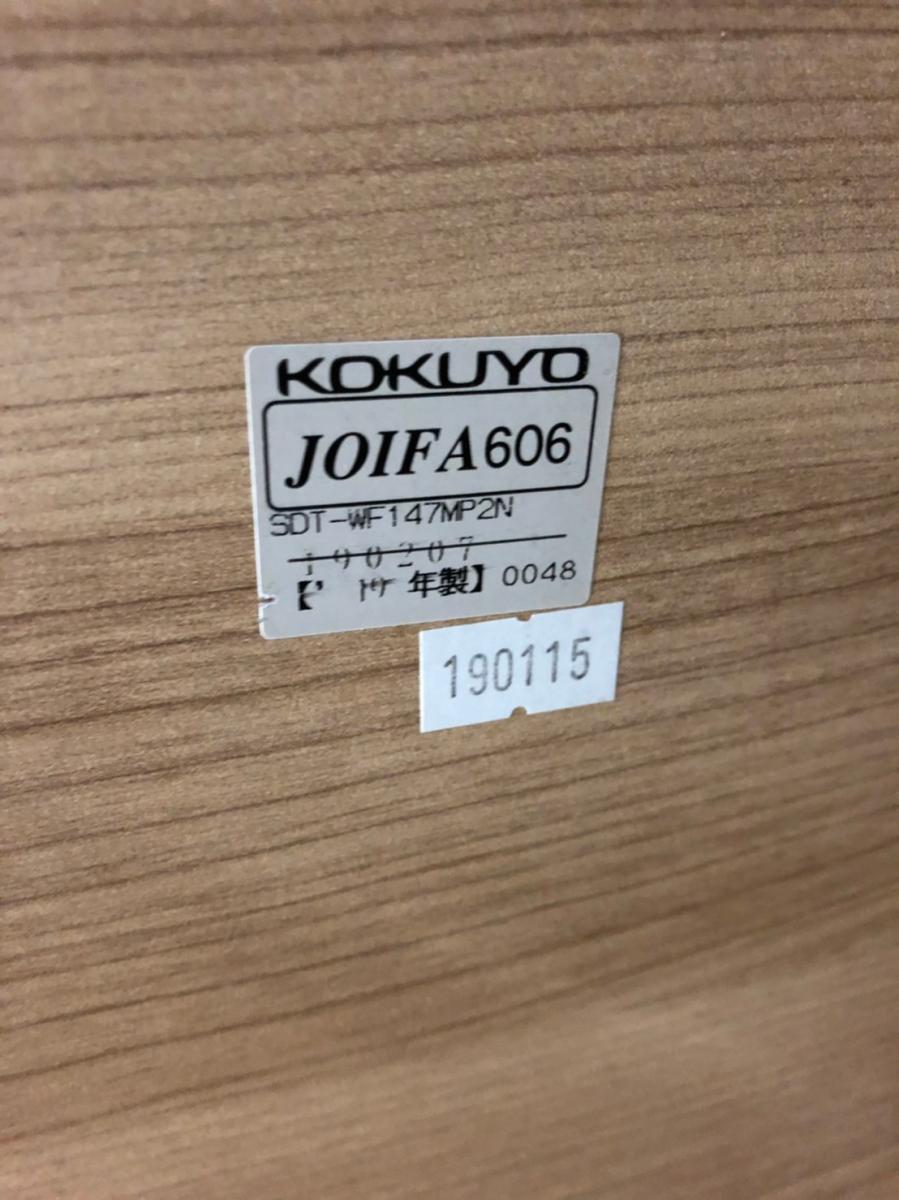 KOKUYO
JOIFA606
SDT-WF147MP2N
190207
年製】0048
190115